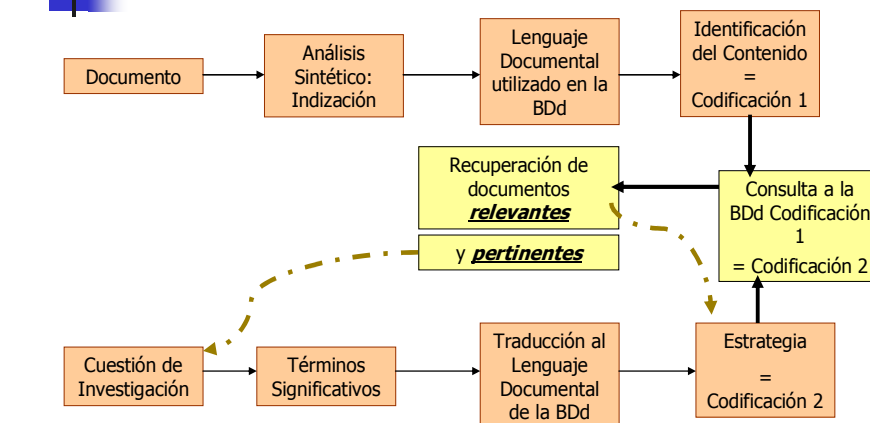 Documento
Análisis
Sintético:
Indización
Lenguaje
Documental
utilizado en la
BDd
Identificación
del Contenido
=
Codificación 1
Recuperación de
documentos
relevantes
y pertinentes
Consulta a la
BDd Codificación
1
= Codificación 2
Cuestión de
Investigación
Términos
Significativos
Traducción al
Lenguaje
Documental
de la BDd
Estrategia
=
Codificación 2